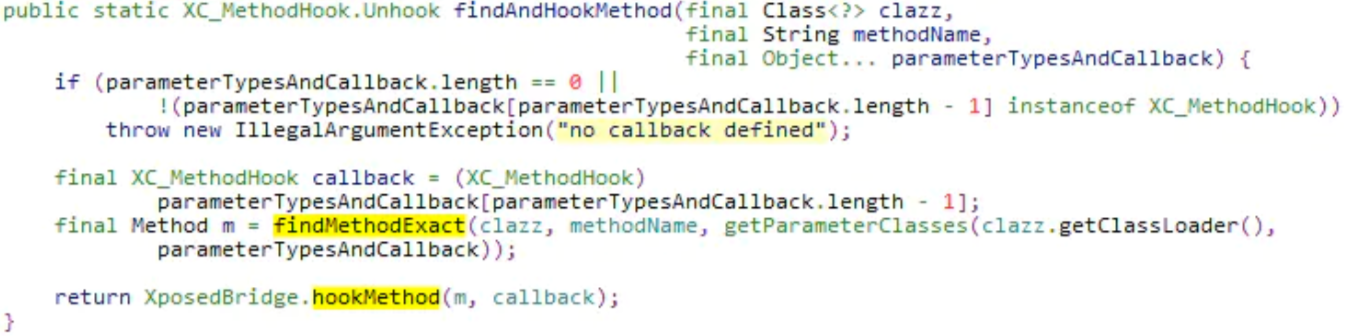 public static XC_MethodHook.Unhook findAndHookMethod(final Class<?> clazz,
                                                     final String methodName,
                                                     final Object... parameterTypesAndCallback) {
    if (parameterTypesAndCallback.length == 0 ||
            !(parameterTypesAndCallback[parameterTypesAndCallback.length - 1] instanceof XC_MethodHook))
        throw new IllegalArgumentException("no callback defined");

    final XC_MethodHook callback = (XC_MethodHook)
            parameterTypesAndCallback[parameterTypesAndCallback.length - 1];
    final Method m = findMethodExact(clazz, methodName, getParameterClasses(clazz.getClassLoader(),
            parameterTypesAndCallback));

    return XposedBridge.hookMethod(m, callback);
}